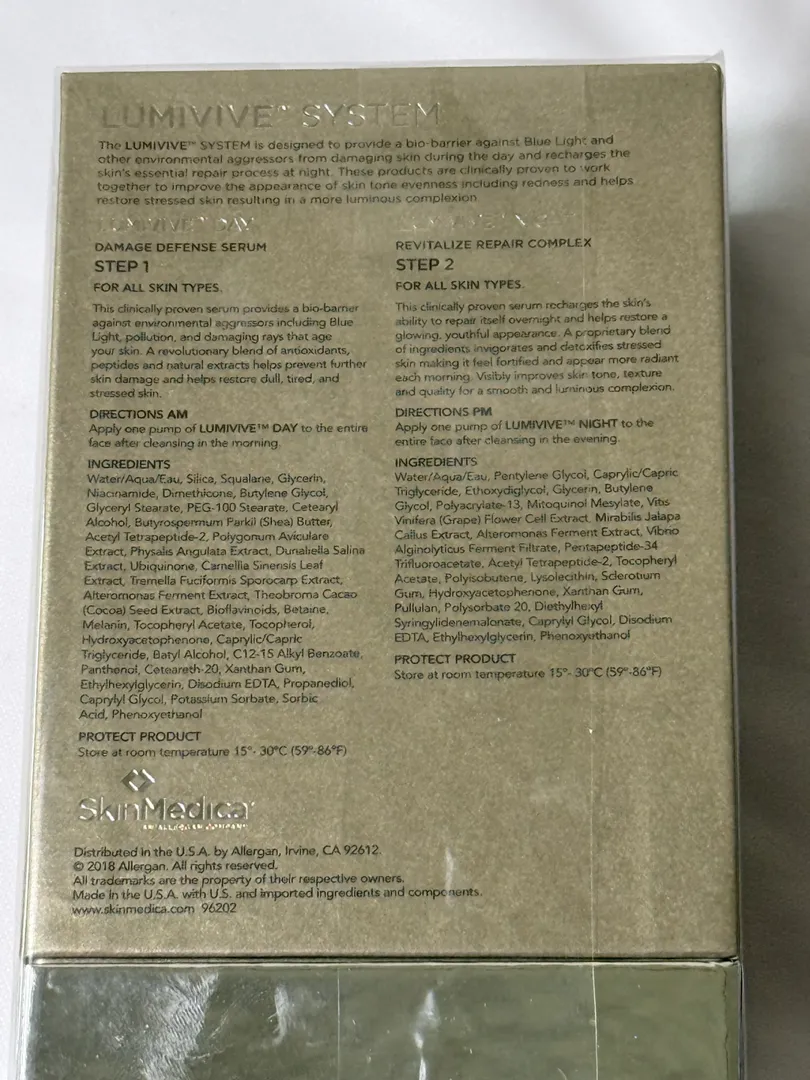 LUMIVIVE™ SYSTEM
The LUMIVIVE™ SYSTEM is designed to provide a bio-barrier against Blue Light and
other environmental aggressors from damaging skin during the day and recharges the
skin's essential repair process at night. These products are clinically proven to work
together to improve the appearance of skin tone evenness including redness and helps
restore stressed skin resulting in a more luminous complexion
LUMIVIVE™ DAY
DAMAGE DEFENSE SERUM
STEP 1
FOR ALL SKIN TYPES.
This clinically proven serum provides a bio-barrier
against environmental aggressors including Blue
Light, pollution, and damaging rays that age
your skin. A revolutionary blend of antioxidants,
peptides and natural extracts helps prevent further
skin damage and helps restore dull, tired, and
stressed skin.
DIRECTIONS AM
Apply one pump of LUMIVIVE™ DAY to the entire
face after cleansing in the morning.
INGREDIENTS
Water/Aqua/Eau, Silica, Squalane, Glycerin,
Niacinamide, Dimethicone, Butylene Glycol,
Glyceryl Stearate, PEG-100 Stearate, Cetearyl
Alcohol, Butyrospermum Parkii (Shea) Butter,
Acetyl Tetrapeptide-2, Polygonum Aviculare
Extract, Physalis Angulata Extract, Dunaliella Salina
Extract, Ubiquinone, Camellia Sinensis Leaf
Extract, Tremella Fuciformis Sporocarp Extract,
Alteromonas Ferment Extract, Theobroma Cacao
(Cocoa) Seed Extract, Bioflavinoids, Betaine,
Melanin, Tocopheryl Acetate, Tocopherol,
Hydroxyacetophenone, Caprylic/Capric
Triglyceride, Batyl Alcohol, C12-15 Alkyl Benzoate,
Panthenol, Ceteareth-20, Xanthan Gum,
Ethylhexylglycerin, Disodium EDTA, Propanediol,
Caprylyl Glycol, Potassium Sorbate, Sorbic
Acid, Phenoxyethanol
PROTECT PRODUCT
Store at room temperature 15°- 30°C (59°-86°F)
REVITALIZE REPAIR COMPLEX
STEP 2
FOR ALL SKIN TYPES.
This clinically proven serum recharges the skin's
ability to repair itself overnight and helps restore a
glowing, youthful appearance. A proprietary blend
of ingredients invigorates and detoxifies stressed
skin making it feel fortified and appear more radiant
each morning. Visibly improves skin tone, texture
and quality for a smooth and luminous complexion.
DIRECTIONS PM
Apply one pump of LUMIVIVE™ NIGHT to the
entire face after cleansing in the evening.
INGREDIENTS
Water/Aqua/Eau, Pentylene Glycol, Caprylic/Capric
Triglyceride, Ethoxydiglycol, Glycerin, Butylene
Glycol, Polyacrylate-13, Mitoquinol Mesylate, Vitis
Vinifera (Grape) Flower Cell Extract, Mirabilis Jalapa
Callus Extract, Alteromonas Ferment Extract, Vibrio
Alginolyticus Ferment Filtrate, Pentapeptide-34
Trifluoroacetate, Acetyl Tetrapeptide-2, Tocopheryl
Acetate, Polyisobutene, Lysolecithin, Sclerotium
Gum, Hydroxyacetophenone, Xanthan Gum,
Pullulan, Polysorbate 20, Diethylhexyl
Syringylidenemalonate, Caprylyl Glycol, Disodium
EDTA, Ethylhexylglycerin, Phenoxyethanol
PROTECT PRODUCT
Store at room temperature 15°- 30°C (59°-86°F)
SkinMedica
AN ALLERGAN COMPANY
Distributed in the U.S.A. by Allergan, Irvine, CA 92612.
© 2018 Allergan. All rights reserved.
All trademarks are the property of their respective owners.
Made in the U.S.A. with U.S. and imported ingredients and components.
www.skinmedica.com 96202